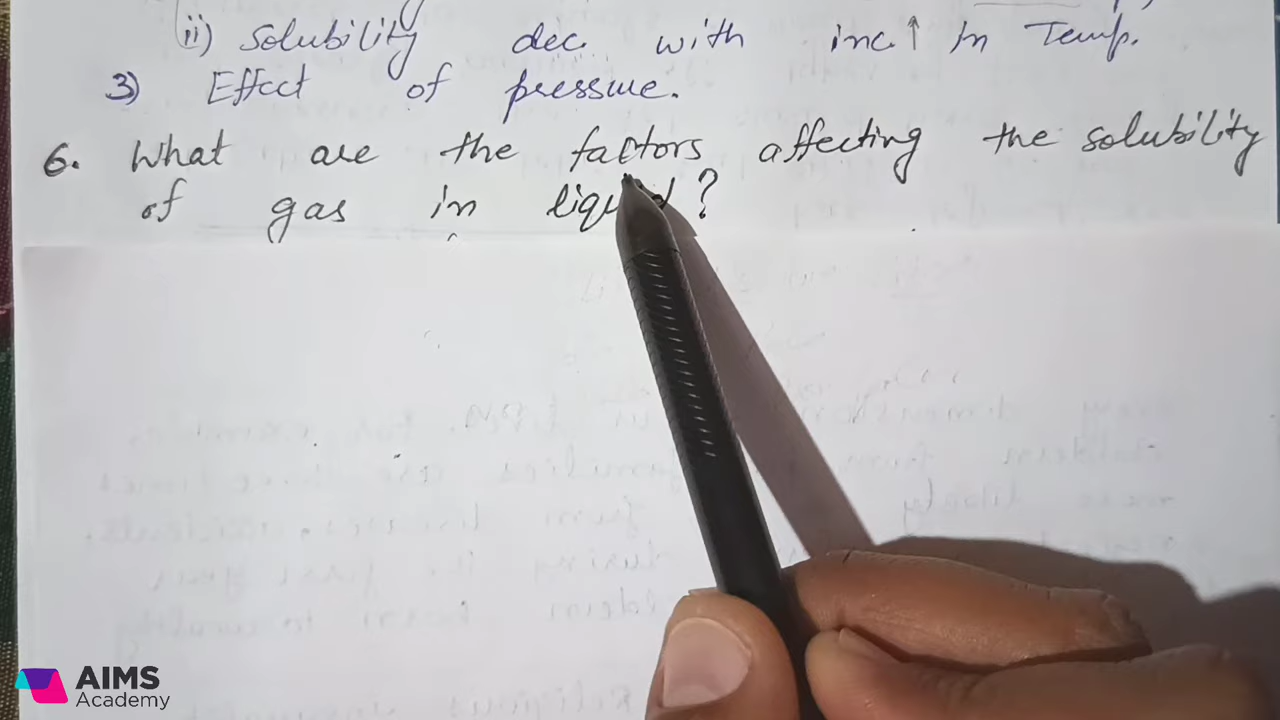 (ii) Solubility dec. with inc.↑ in Temp.
3) Effect of pressure.
6. What are the factors affecting the solubility
of gas in liquid?
AIMS
Academy